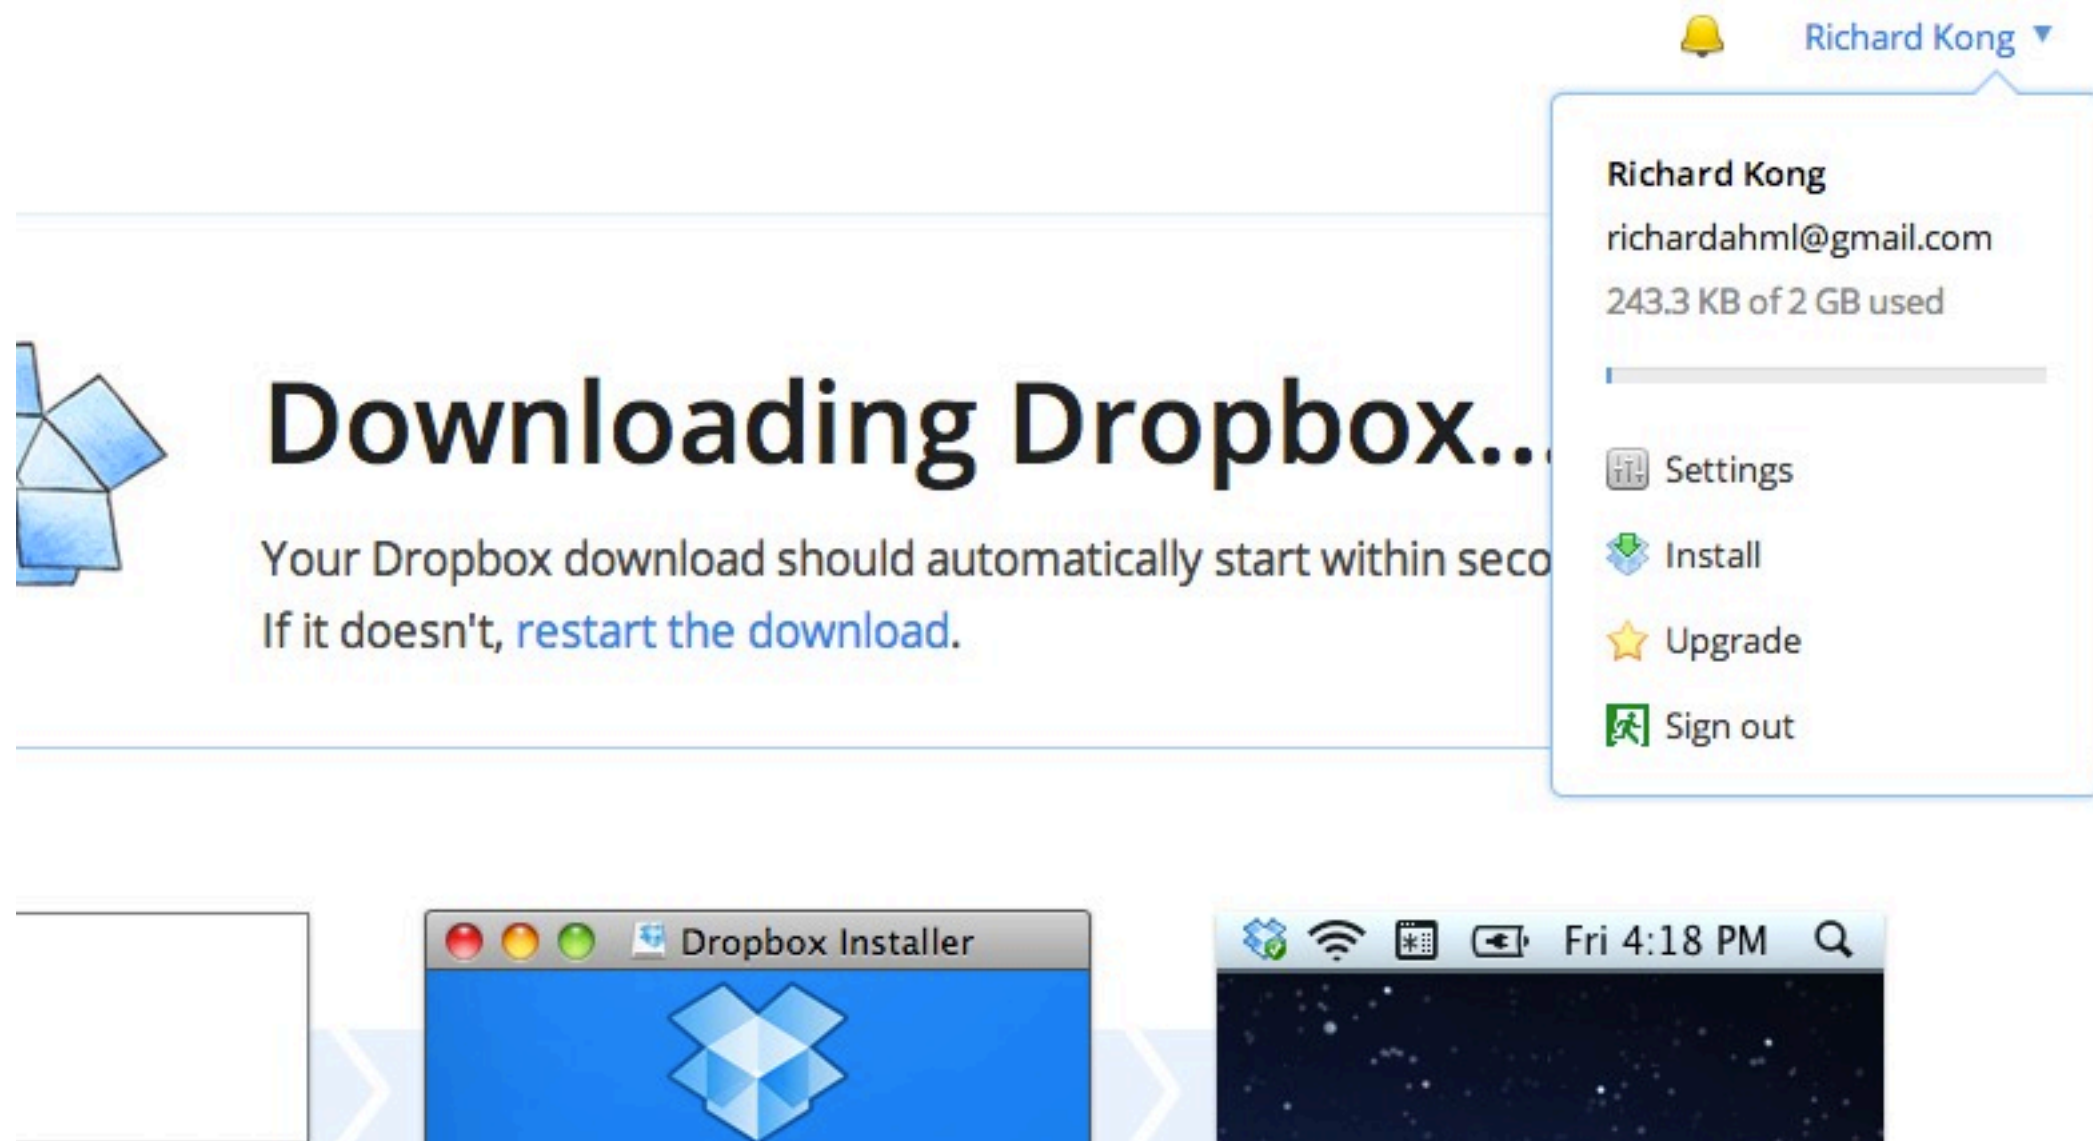 Richard Kong
Richard Kong
richardahml@gmail.com
243.3 KB of 2 GB used
Settings
Install
Upgrade
Sign out
Downloading Dropbox...
Your Dropbox download should automatically start within seco
If it doesn't, restart the download.
Dropbox Installer
Fri 4:18 PM